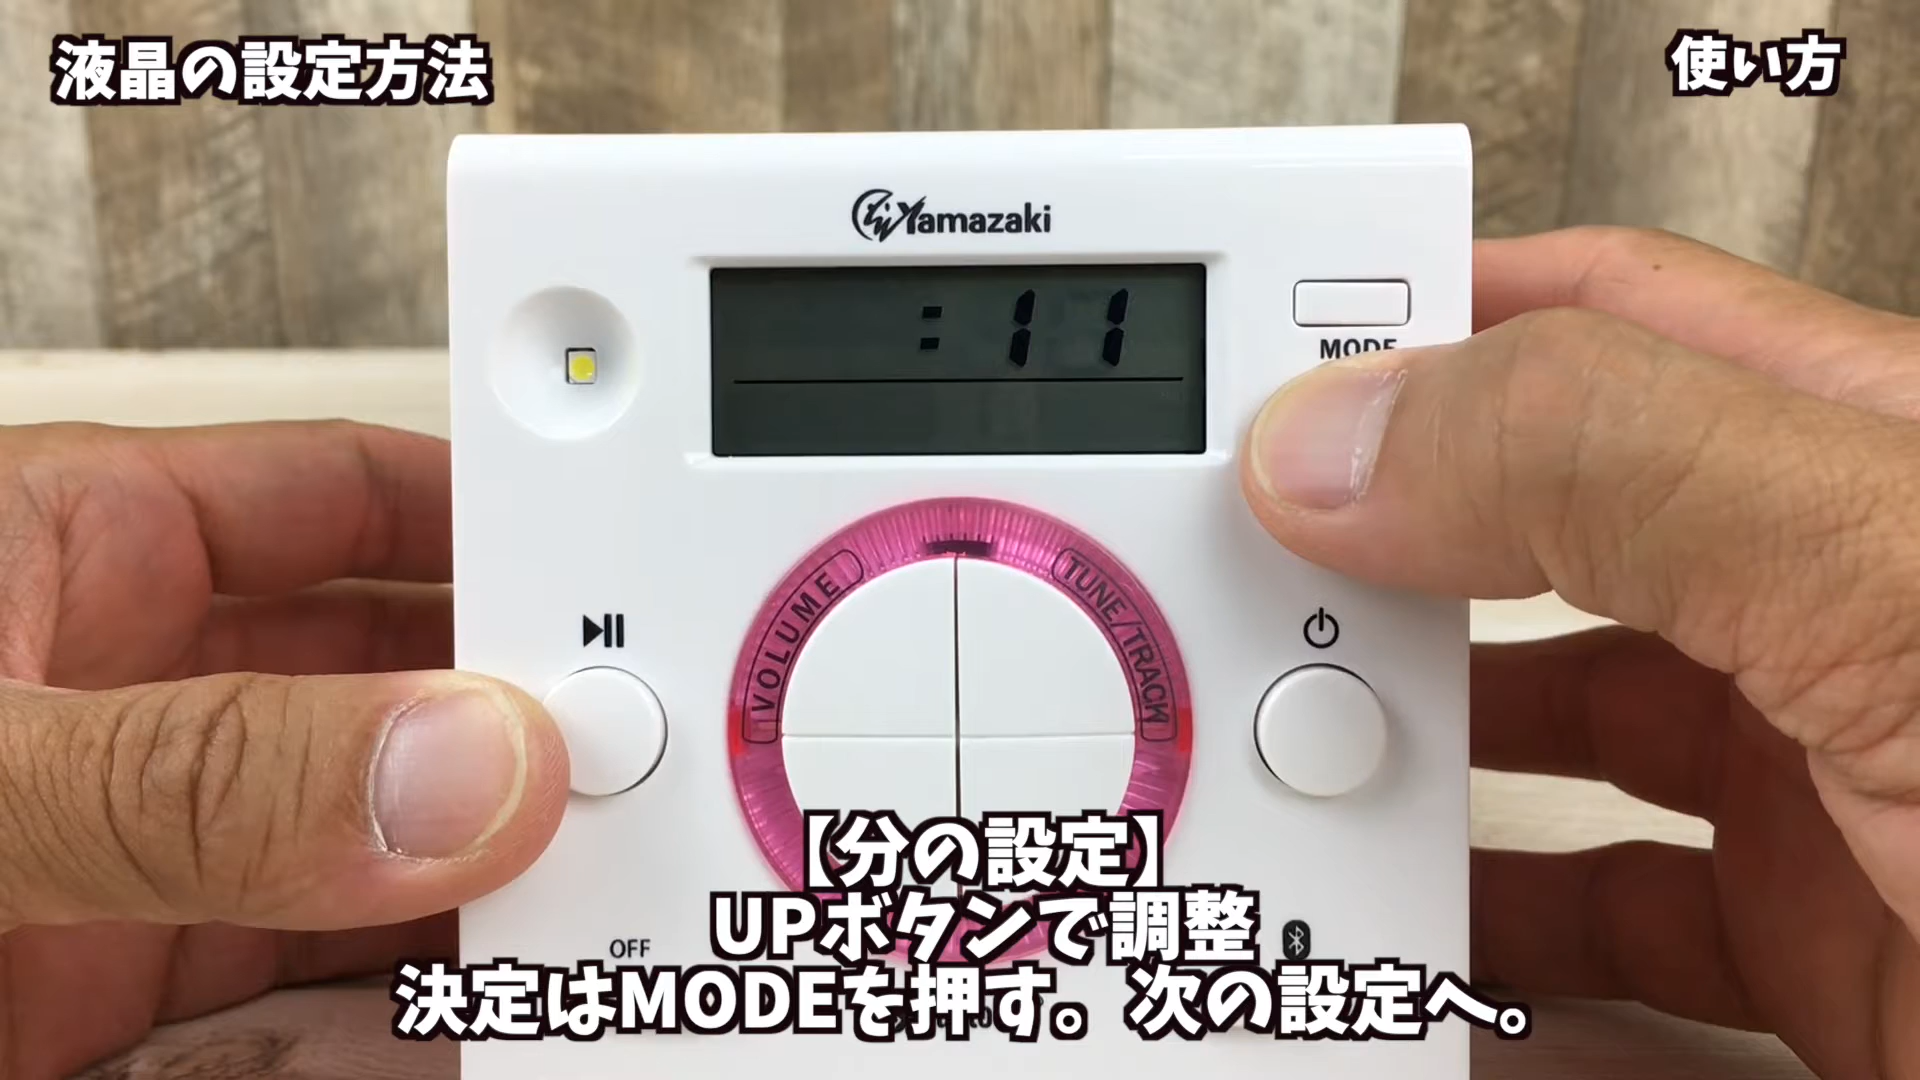 液晶の設定方法
使い方
Yamazaki
:11
MODE
VOLUME
TUNE/TRACK
【分の設定】
UPボタンで調整
OFF
決定はMODEを押す。次の設定へ。